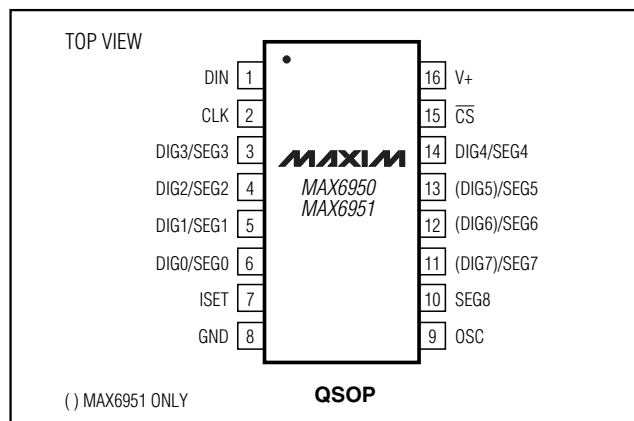 TOP VIEW
DIN 1
CLK 2
DIG3/SEG3 3
DIG2/SEG2 4
DIG1/SEG1 5
DIG0/SEG0 6
ISET 7
GND 8
MAXIM
MAX6950
MAX6951
16 V+
15 CS
14 DIG4/SEG4
13 (DIG5)/SEG5
12 (DIG6)/SEG6
11 (DIG7)/SEG7
10 SEG8
9 OSC
( ) MAX6951 ONLY
QSOP